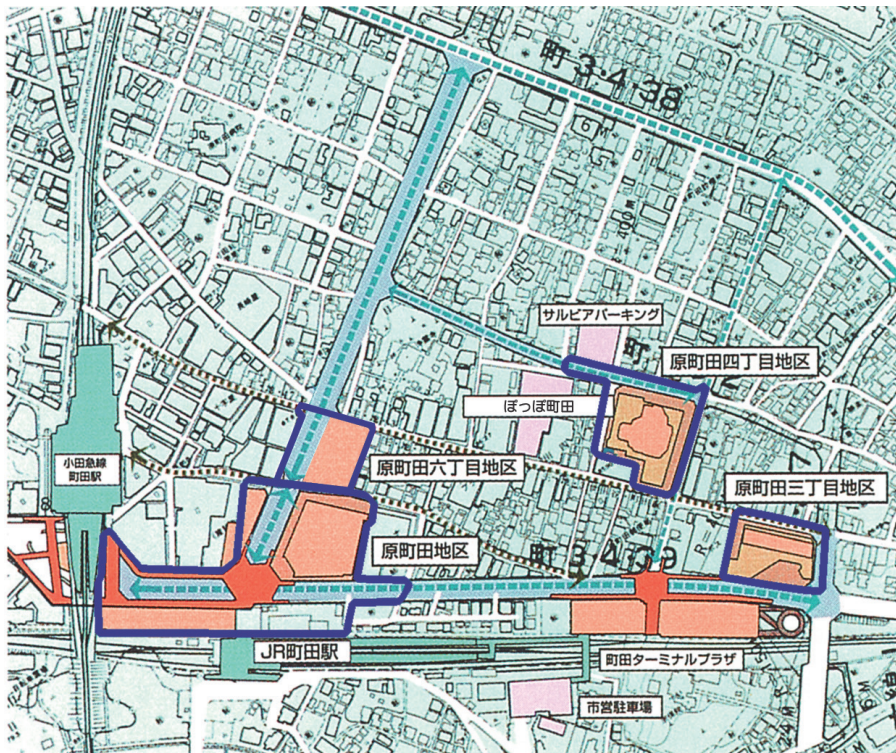 町 3・4・38
16M
サルビアパーキング
町
原町田四丁目地区
ぽっぽ町田
小田急線
町田駅
原町田六丁目地区
原町田三丁目地区
原町田地区
町 3・4・39
JR町田駅
町田ターミナルプラザ
市営駐車場